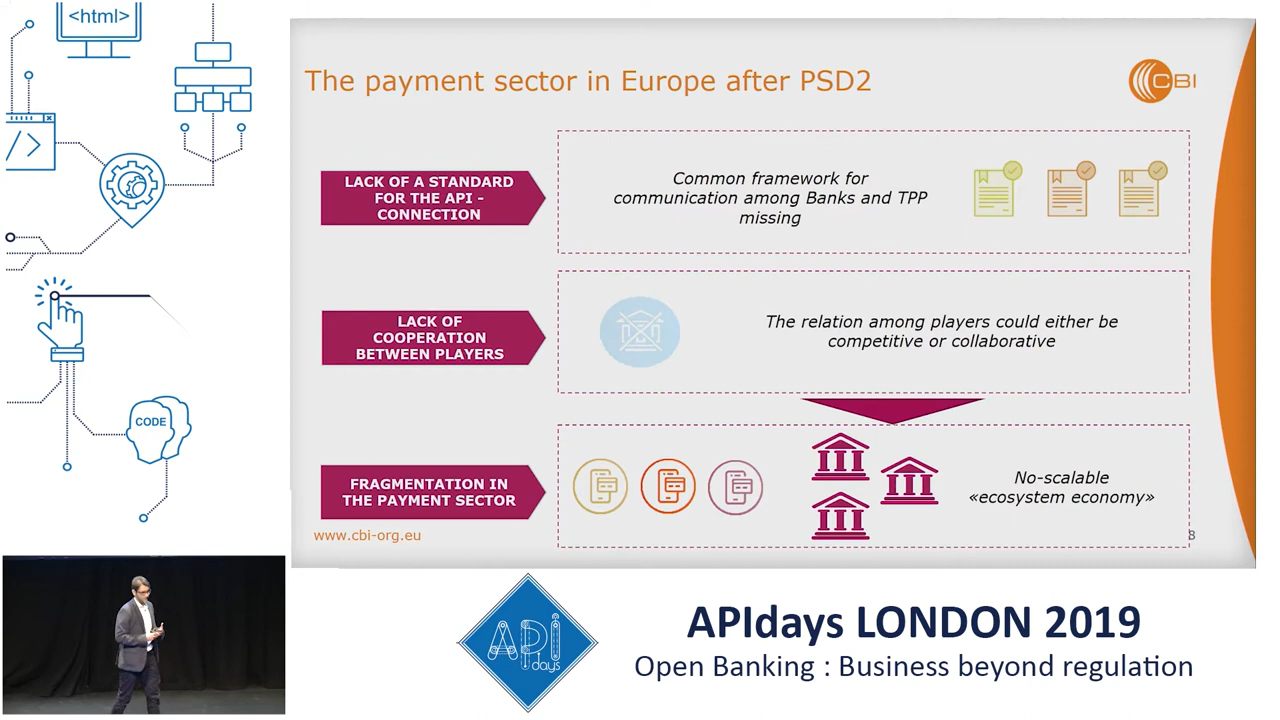 <html>
The payment sector in Europe after PSD2
CBI
</>
LACK OF A STANDARD
FOR THE API -
CONNECTION
Common framework for
communication among Banks and TPP
missing
LACK OF
COOPERATION
BETWEEN PLAYERS
The relation among players could either be
competitive or collaborative
CODE
FRAGMENTATION IN
THE PAYMENT SECTOR
No-scalable
«ecosystem economy»
www.cbi-org.eu
8
API
days
APIdays LONDON 2019
Open Banking : Business beyond regulation